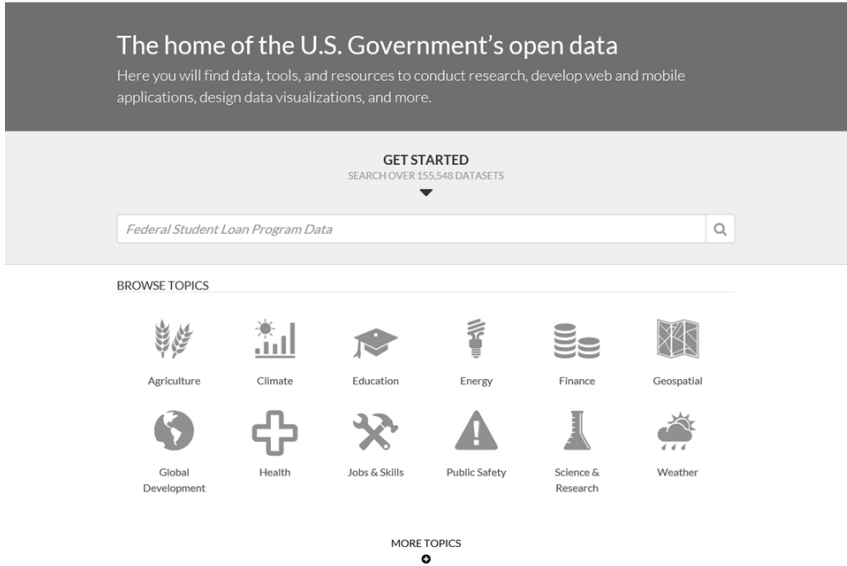 The home of the U.S. Government’s open data
Here you will find data, tools, and resources to conduct research, develop web and mobile
applications, design data visualizations, and more.
GET STARTED
SEARCH OVER 155,548 DATASETS
Federal Student Loan Program Data
BROWSE TOPICS
Agriculture Climate Education Energy Finance Geospatial
Global Health Jobs & Skills Public Safety Science & Weather
Development Research
MORE TOPICS